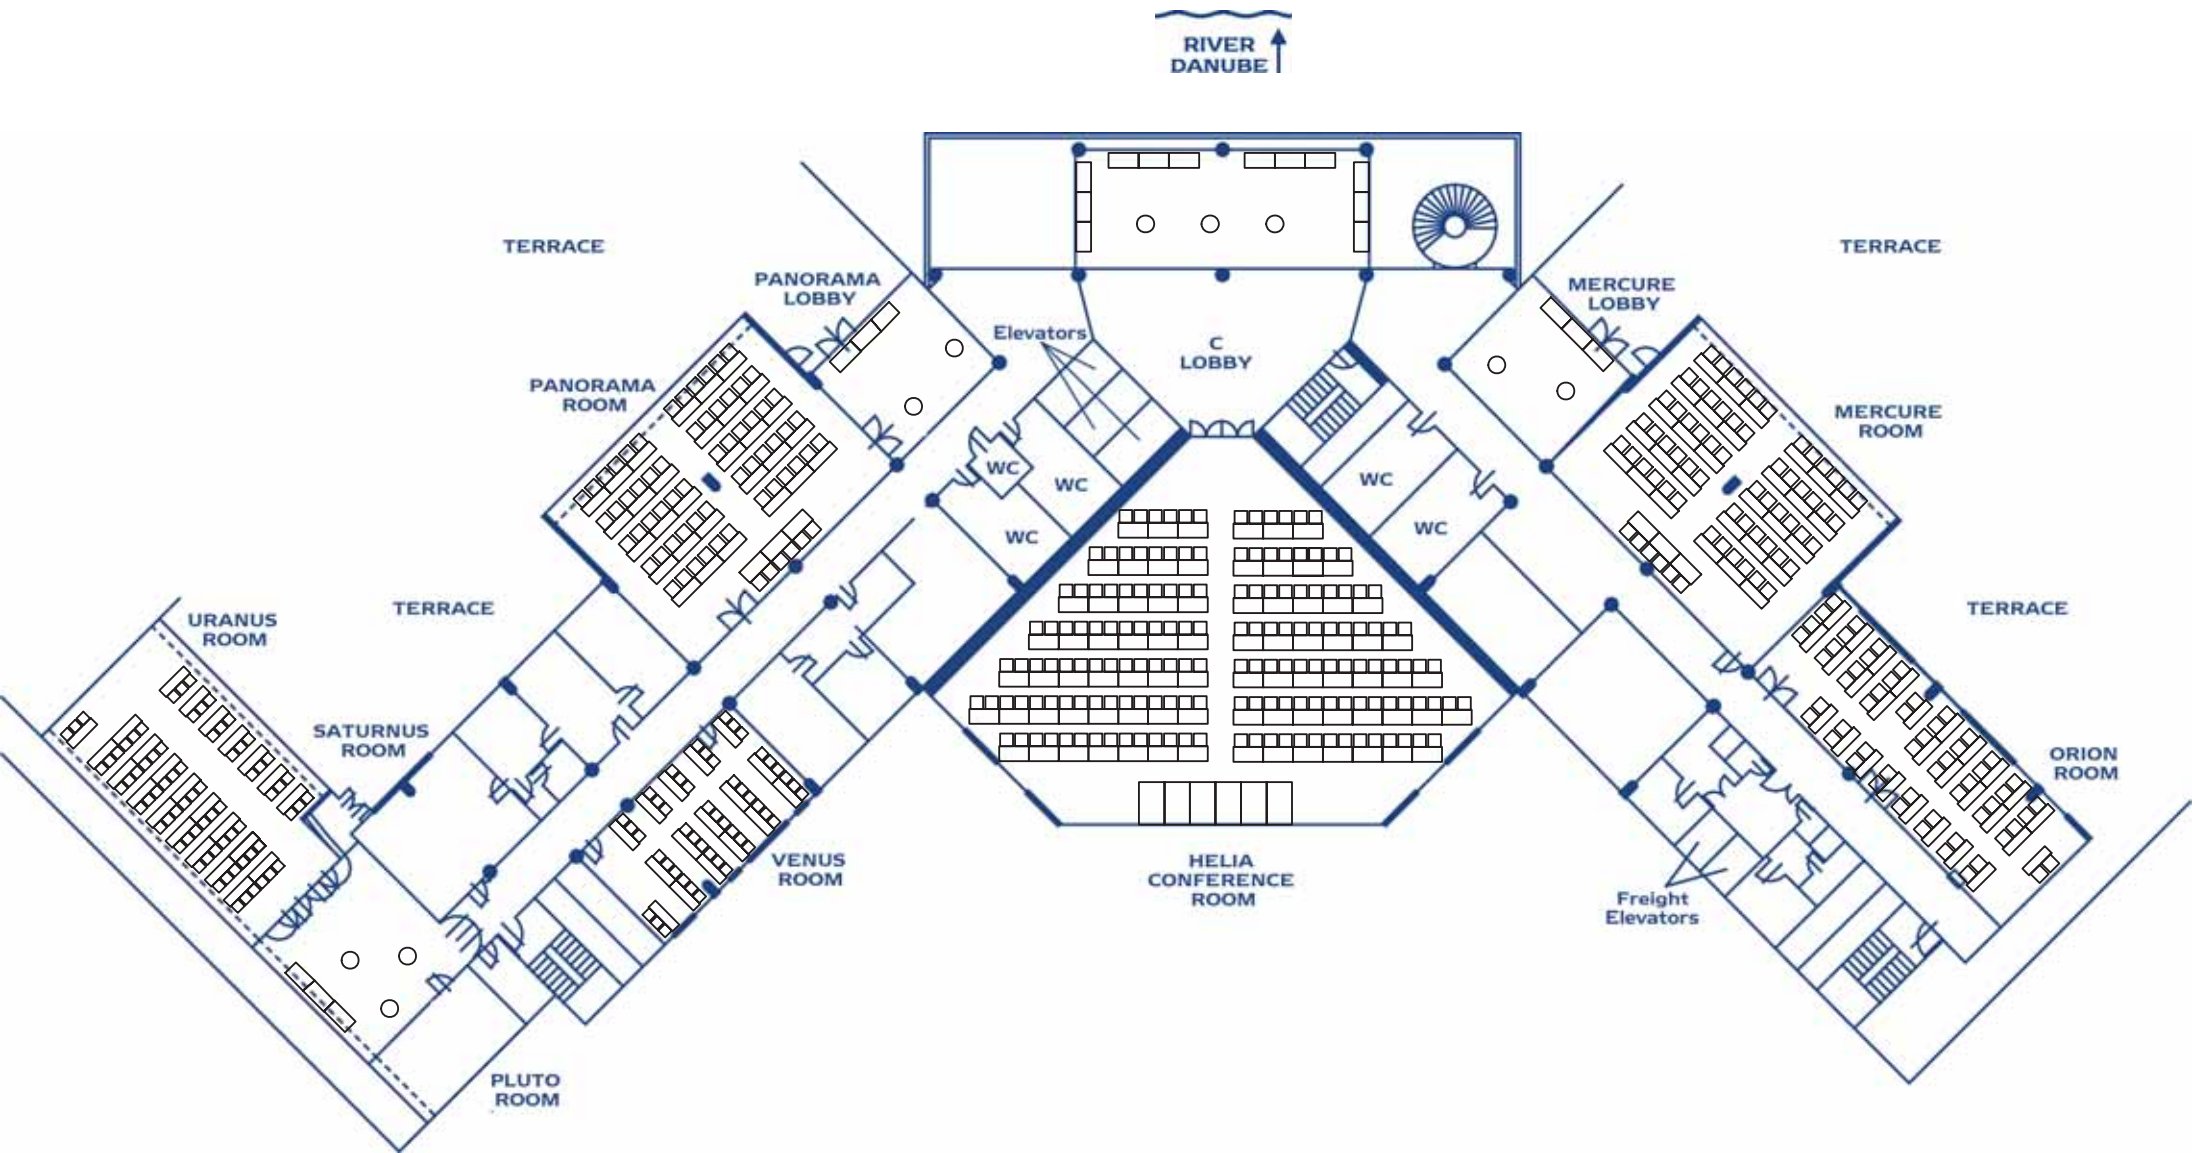 RIVER
DANUBE
TERRACE
TERRACE
PANORAMA
LOBBY
MERCURE
LOBBY
Elevators
C
LOBBY
PANORAMA
ROOM
MERCURE
ROOM
WC
WC
WC
WC
WC
TERRACE
TERRACE
URANUS
ROOM
SATURNUS
ROOM
ORION
ROOM
VENUS
ROOM
HELIA
CONFERENCE
ROOM
Freight
Elevators
PLUTO
ROOM